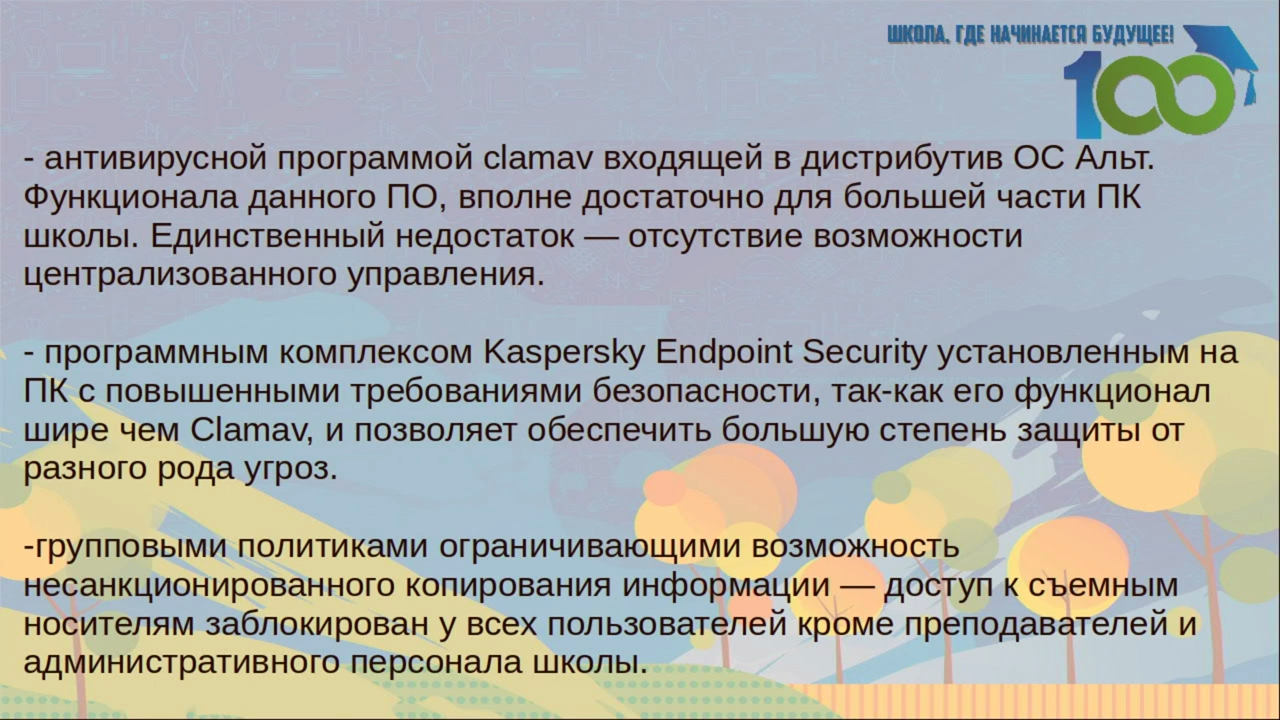 ШКОЛА, ГДЕ НАЧИНАЕТСЯ БУДУЩЕЕ!
100
- антивирусной программой clamav входящей в дистрибутив ОС Альт.
Функционала данного ПО, вполне достаточно для большей части ПК
школы. Единственный недостаток — отсутствие возможности
централизованного управления.
- программным комплексом Kaspersky Endpoint Security установленным на
ПК с повышенными требованиями безопасности, так-как его функционал
шире чем Clamav, и позволяет обеспечить большую степень защиты от
разного рода угроз.
-групповыми политиками ограничивающими возможность
несанкционированного копирования информации — доступ к съемным
носителям заблокирован у всех пользователей кроме преподавателей и
административного персонала школы.